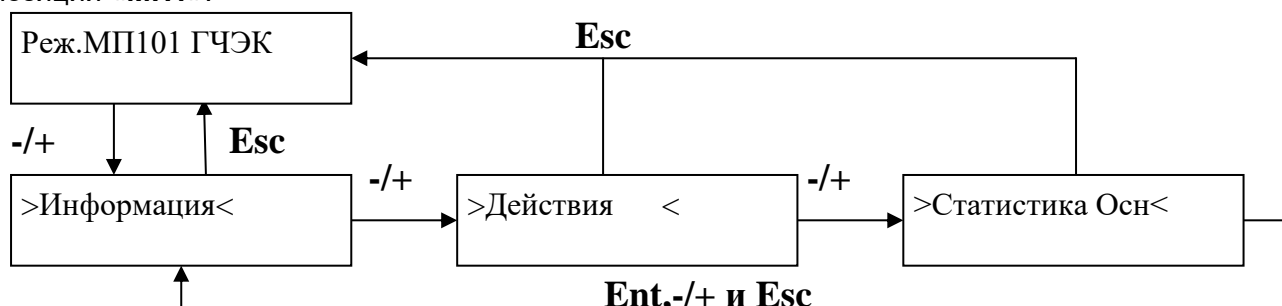 Реж.МП101 ГЧЭК
Esc
-/+
Esc
>Информация<
-/+
>Действия <
-/+
>Статистика Осн<
Ent,-/+ и Esc